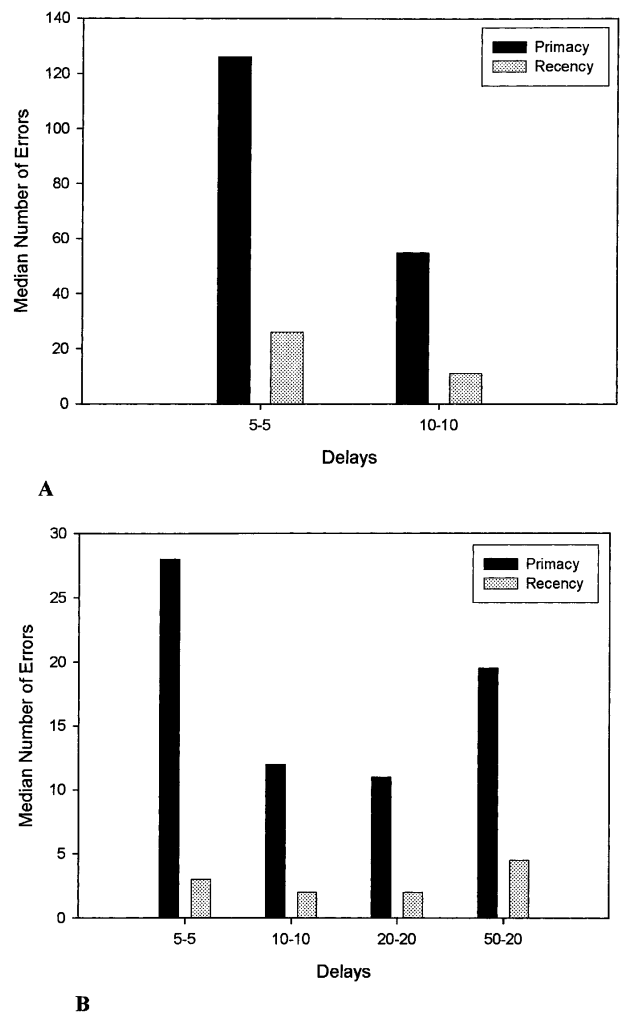 140
120
100
80
60
40
20
0
Median Number of Errors
Primacy
Recency
5-5 10-10
Delays
A
30
25
20
15
10
5
0
Median Number of Errors
Primacy
Recency
5-5 10-10 20-20 50-20
Delays
B